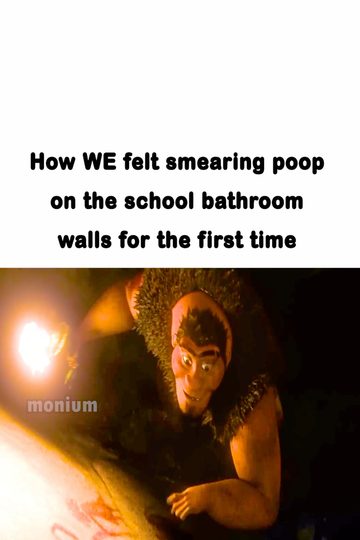 How WE felt smearing poop
on the school bathroom
walls for the first time
monium